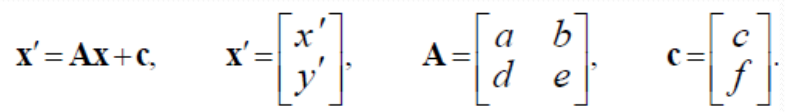 x′ = Ax + c, x′ = [x′ y′], A = [a b d e], c = [c f].